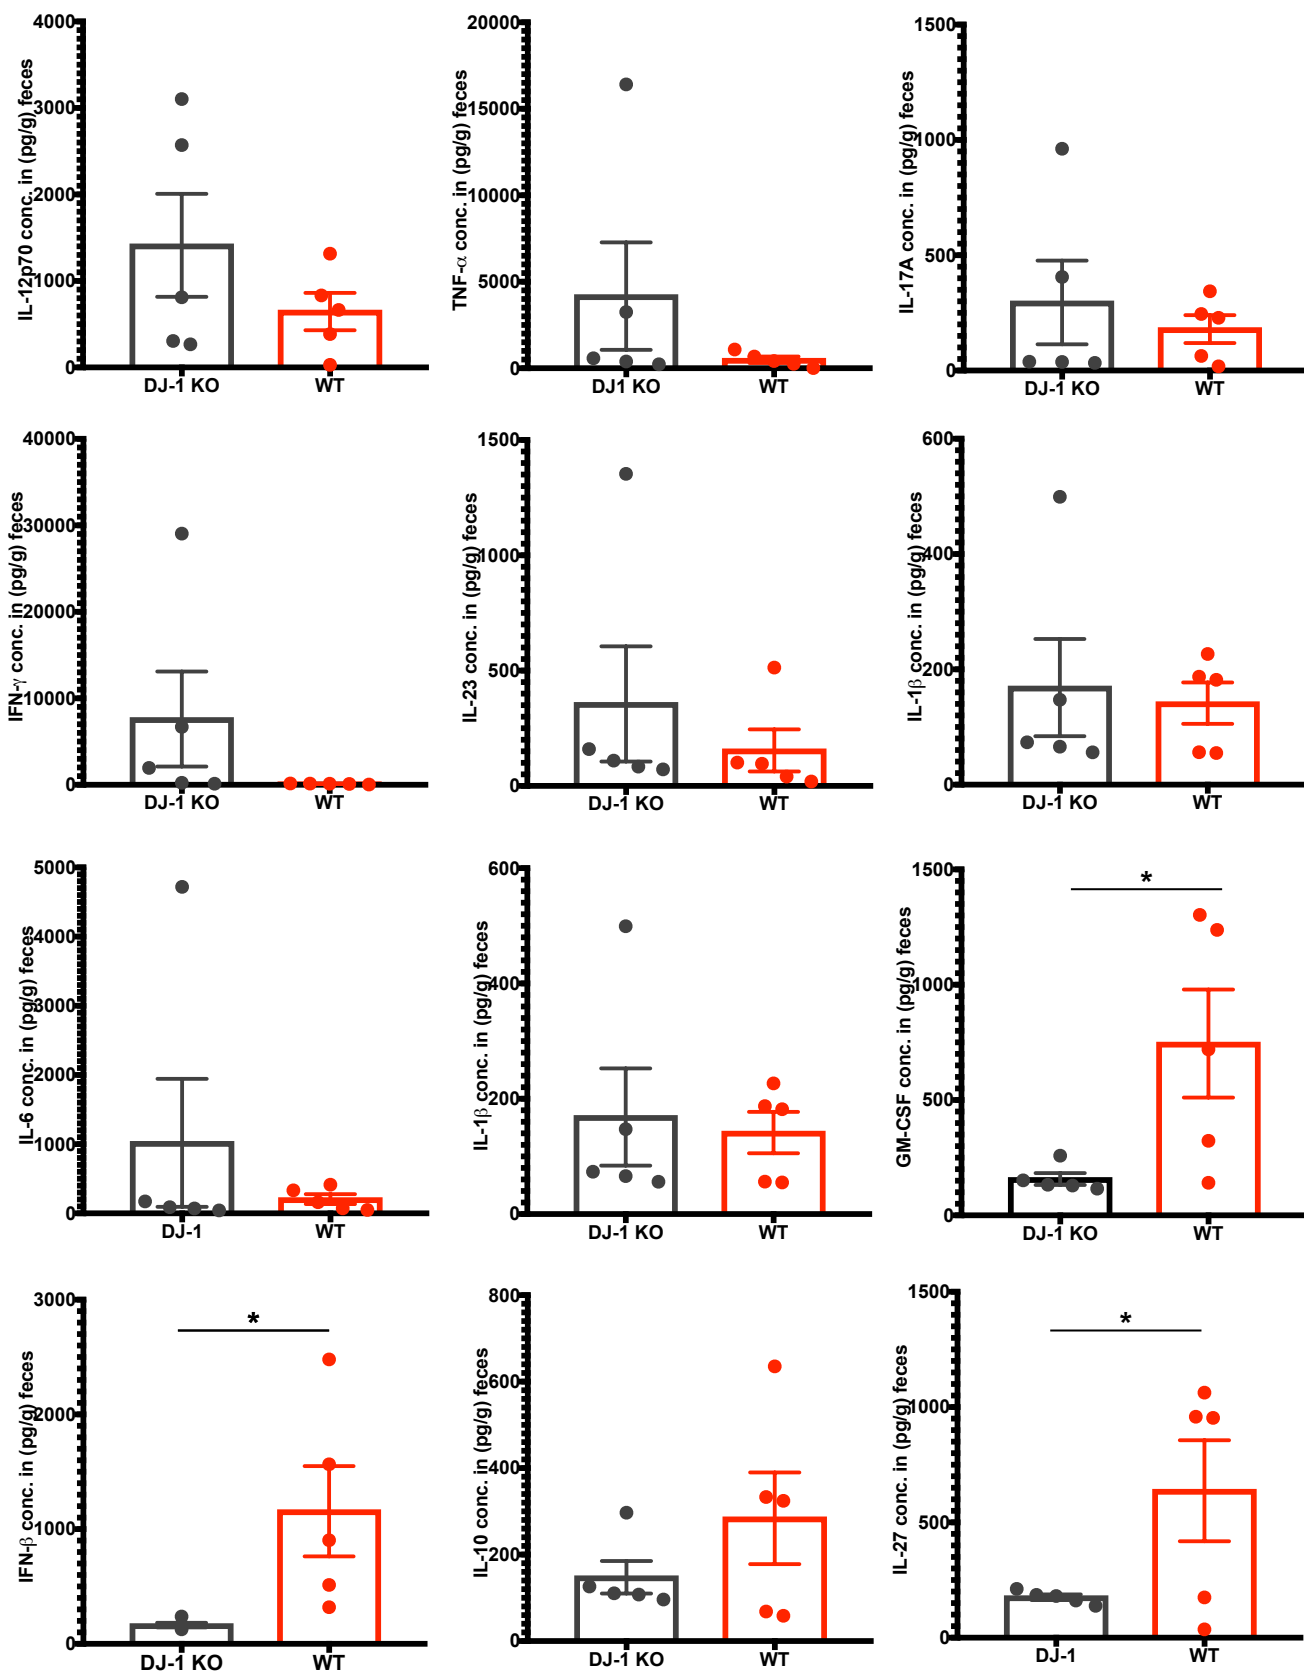 IL-12p70 conc. in (pg/g) feces
4000
3000
2000
1000
0
DJ-1 KO
WT
TNF-α conc. in (pg/g) feces
20000
15000
10000
5000
0
DJ1 KO
WT
IL-17A conc. in (pg/g) feces
1500
1000
500
0
DJ-1 KO
WT
IFN-γ conc. in (pg/g) feces
40000
30000
20000
10000
0
DJ-1 KO
WT
IL-23 conc. in (pg/g) feces
1500
1000
500
0
DJ-1 KO
WT
IL-1β conc. in (pg/g) feces
600
400
200
0
DJ-1 KO
WT
IL-6 conc. in (pg/g) feces
5000
4000
3000
2000
1000
0
DJ-1
WT
IL-1β conc. in (pg/g) feces
600
400
200
0
DJ-1 KO
WT
GM-CSF conc. in (pg/g) feces
1500
1000
500
0
*
DJ-1 KO
WT
IFN-β conc. in (pg/g) feces
3000
2000
1000
0
*
DJ-1 KO
WT
IL-10 conc. in (pg/g) feces
800
600
400
200
0
DJ-1 KO
WT
IL-27 conc. in (pg/g) feces
1500
1000
500
0
*
DJ-1
WT